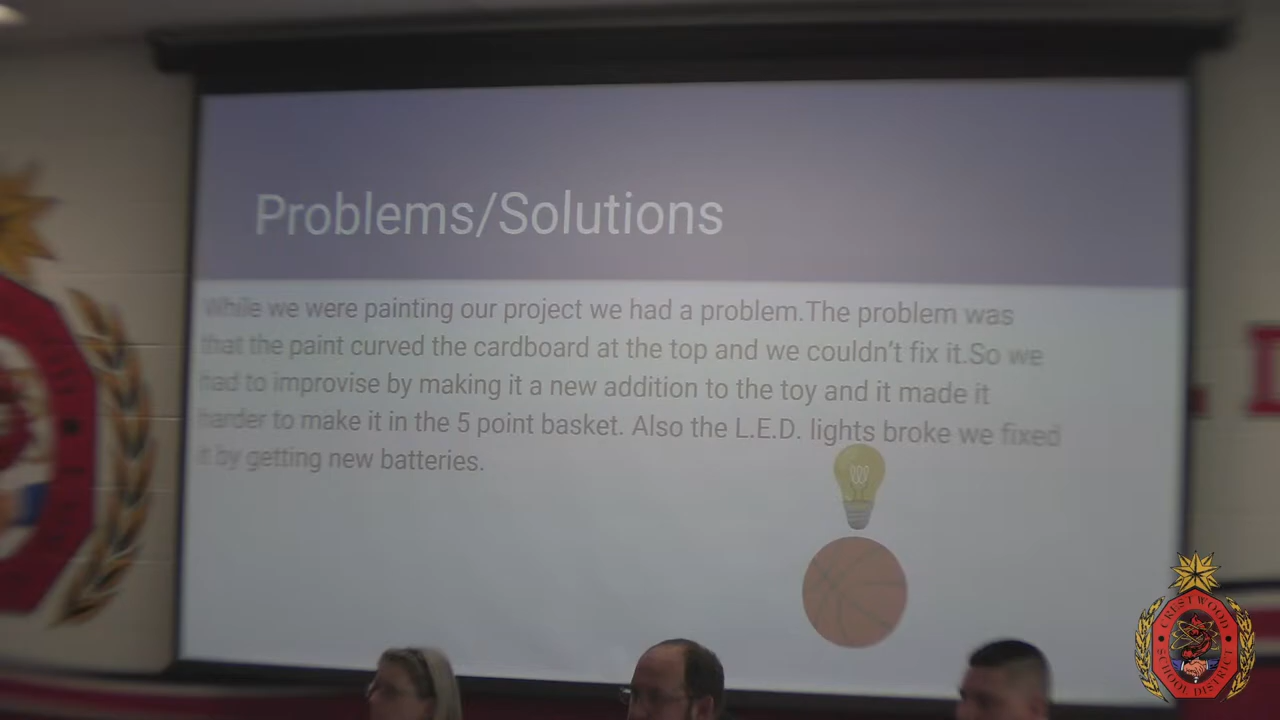 Problems/Solutions
While we were painting our project we had a problem.The problem was
that the paint curved the cardboard at the top and we couldn't fix it.So we
had to improvise by making it a new addition to the toy and it made it
harder to make it in the 5 point basket. Also the L.E.D. lights broke we fixed
it by getting new batteries.
CRESTWOOD
SCHOOL DISTRICT